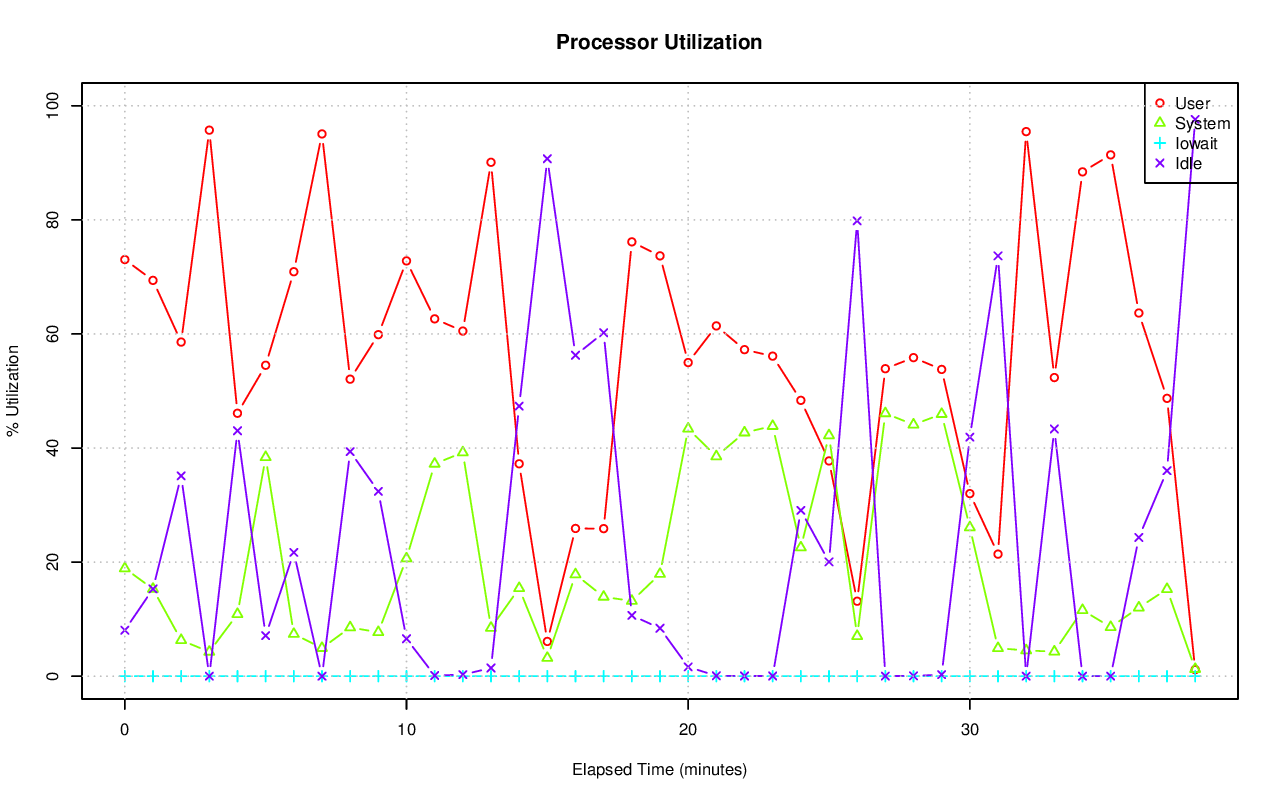 Processor Utilization
User
System
Iowait
Idle
100
80
60
40
20
0
% Utilization
0 10 20 30
Elapsed Time (minutes)